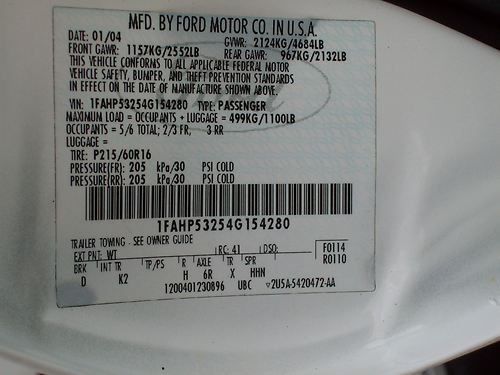 MFD. BY FORD MOTOR CO. IN U.S.A.
DATE: 01/04 GVWR: 2124KG/4684LB
FRONT GAWR: 1157KG/2552LB REAR GAWR: 967KG/2132LB
THIS VEHICLE CONFORMS TO ALL APPLICABLE FEDERAL MOTOR
VEHICLE SAFETY, BUMPER, AND THEFT PREVENTION STANDARDS
IN EFFECT ON THE DATE OF MANUFACTURE SHOWN ABOVE.
VIN: 1FAHP53254G154280 TYPE: PASSENGER
MAXIMUM LOAD = OCCUPANTS + LUGGAGE = 499KG/1100LB
OCCUPANTS = 5/6 TOTAL; 2/3 FR, 3 RR
LUGGAGE =
TIRE: P215/60R16
PRESSURE(FR): 205 kPa/30 PSI COLD
PRESSURE(RR): 205 kPa/30 PSI COLD
1FAHP53254G154280
TRAILER TOWING - SEE OWNER GUIDE
EXT PNT: WT RC: 41 DSO: F0114
R0110
BRK INT TR TP/PS R AXLE TR SPR
D K2 H 6R X HHN
1200401230896 UBC 2U5A-5420472-AA